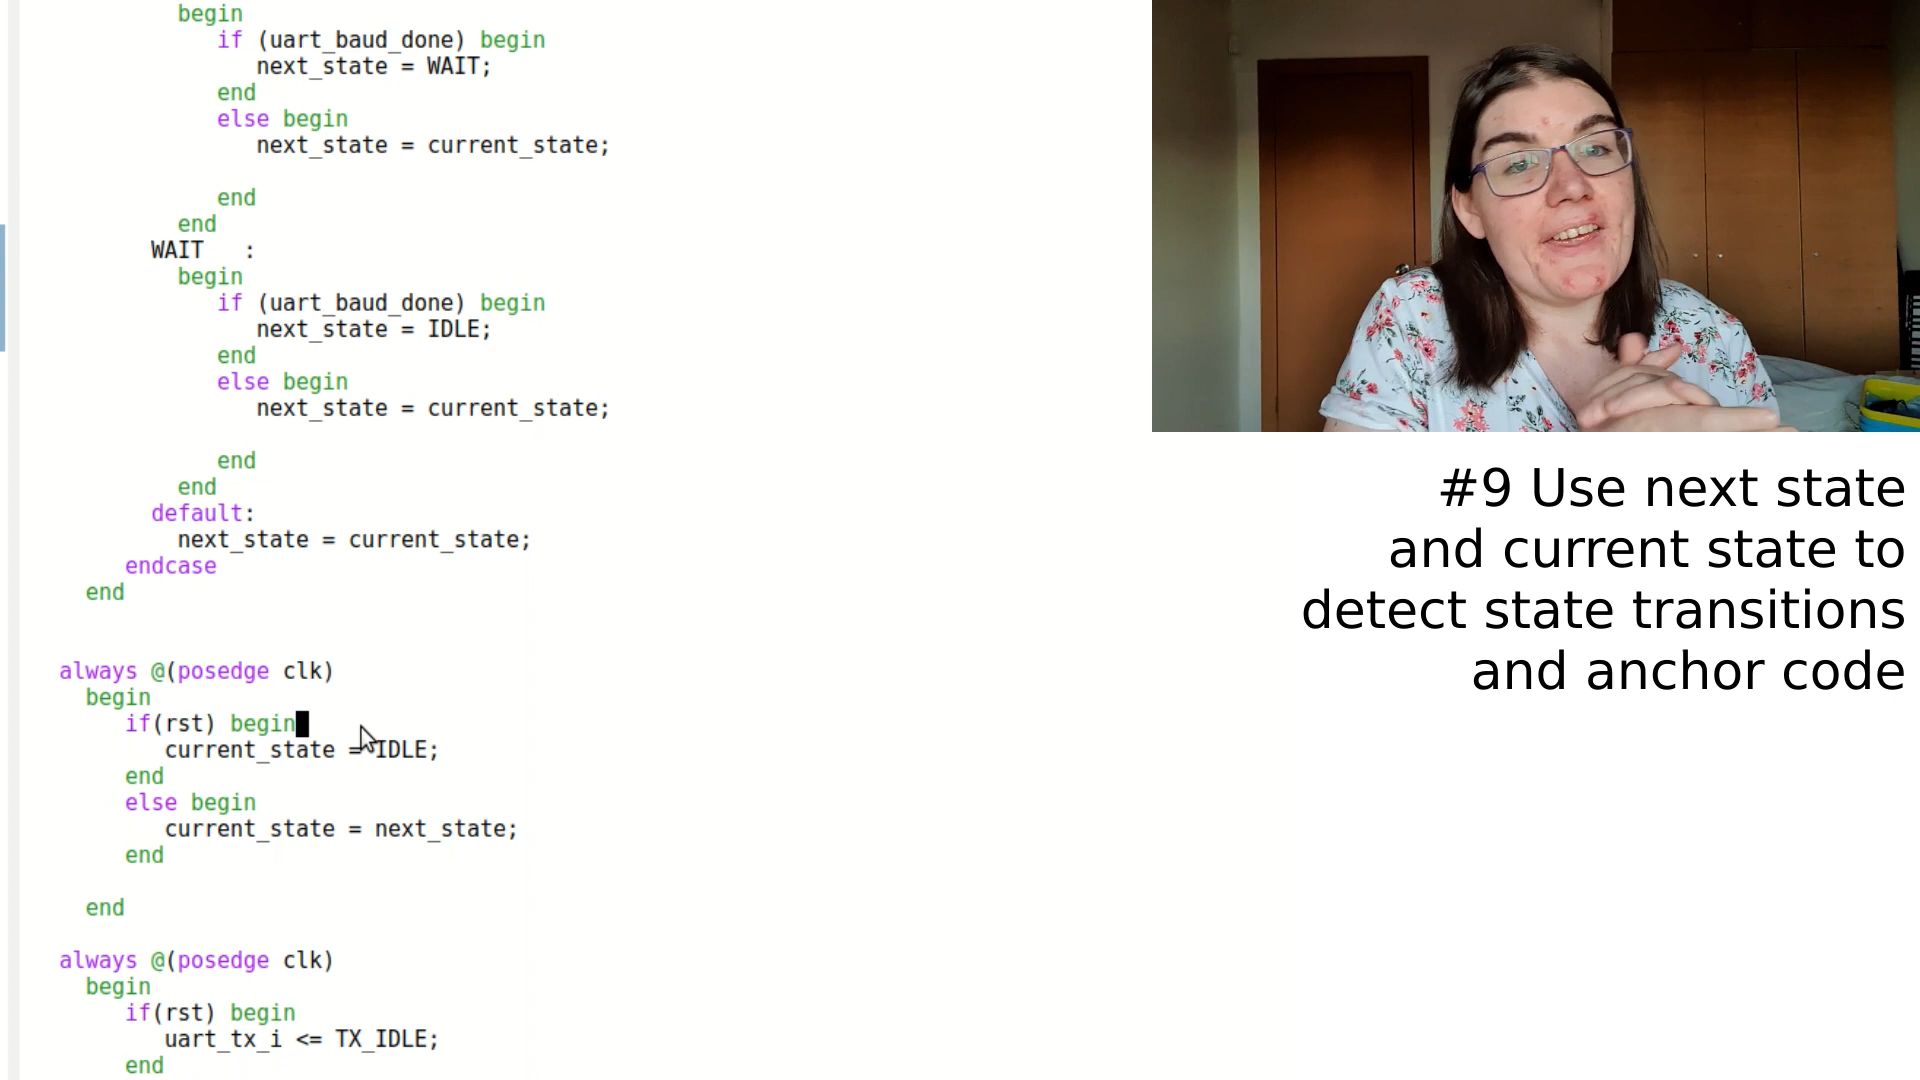 begin
if (uart_baud_done) begin
next_state = WAIT;
end
else begin
next_state = current_state;
end
end
WAIT :
begin
if (uart_baud_done) begin
next_state = IDLE;
end
else begin
next_state = current_state;
end
end
default:
next_state = current_state;
endcase
end
always @(posedge clk)
begin
if(rst) begin
current_state = IDLE;
end
else begin
current_state = next_state;
end
end
always @(posedge clk)
begin
if(rst) begin
uart_tx_i <= TX_IDLE;
end
#9 Use next state
and current state to
detect state transitions
and anchor code